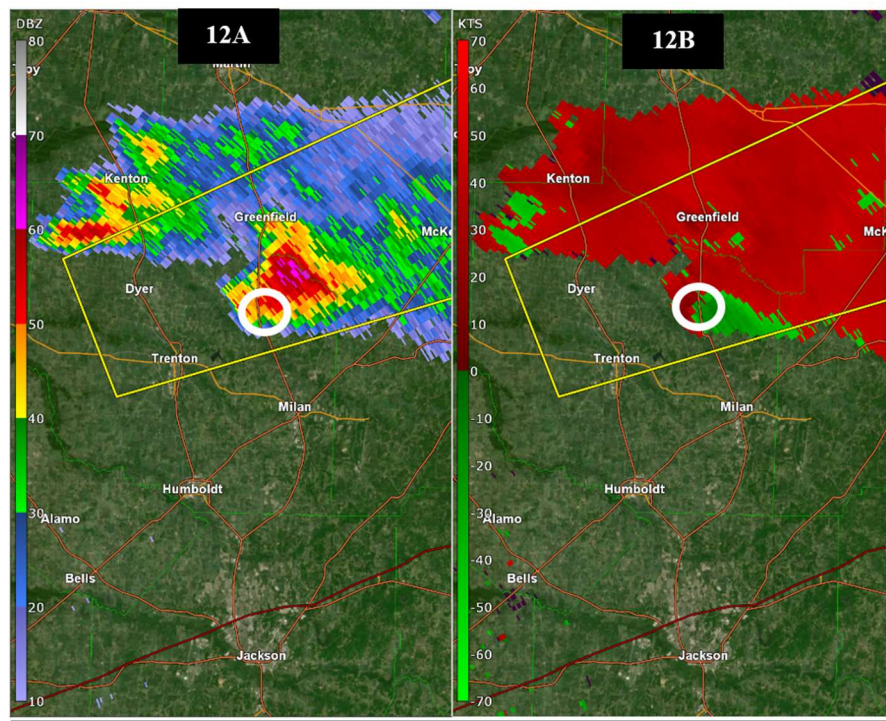 DBZ
12A
80
70
60
50
40
30
20
10
Martin
Kenton
Greenfield
Dyer
Trenton
Milan
Humboldt
Alamo
Bells
Jackson
KTS
12B
70
60
50
40
30
20
10
0
-10
-20
-30
-40
-50
-60
-70
Kenton
Greenfield
Dyer
Trenton
Milan
Humboldt
Alamo
Bells
Jackson